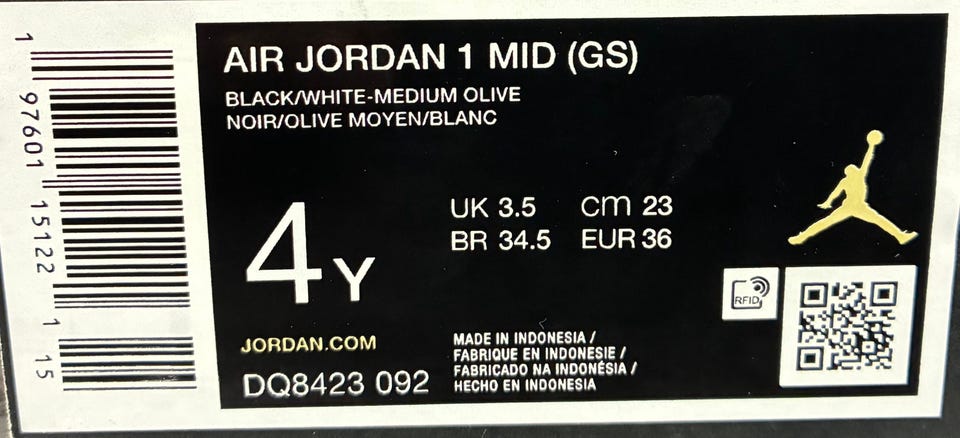 1 97601 15122 1 15
AIR JORDAN 1 MID (GS)
BLACK/WHITE-MEDIUM OLIVE
NOIR/OLIVE MOYEN/BLANC
4Y
UK 3.5 cm 23
BR 34.5 EUR 36
RFID
JORDAN.COM
DQ8423 092
MADE IN INDONESIA /
FABRIQUE EN INDONESIE /
FABRICADO NA INDONÉSIA /
HECHO EN INDONESIA